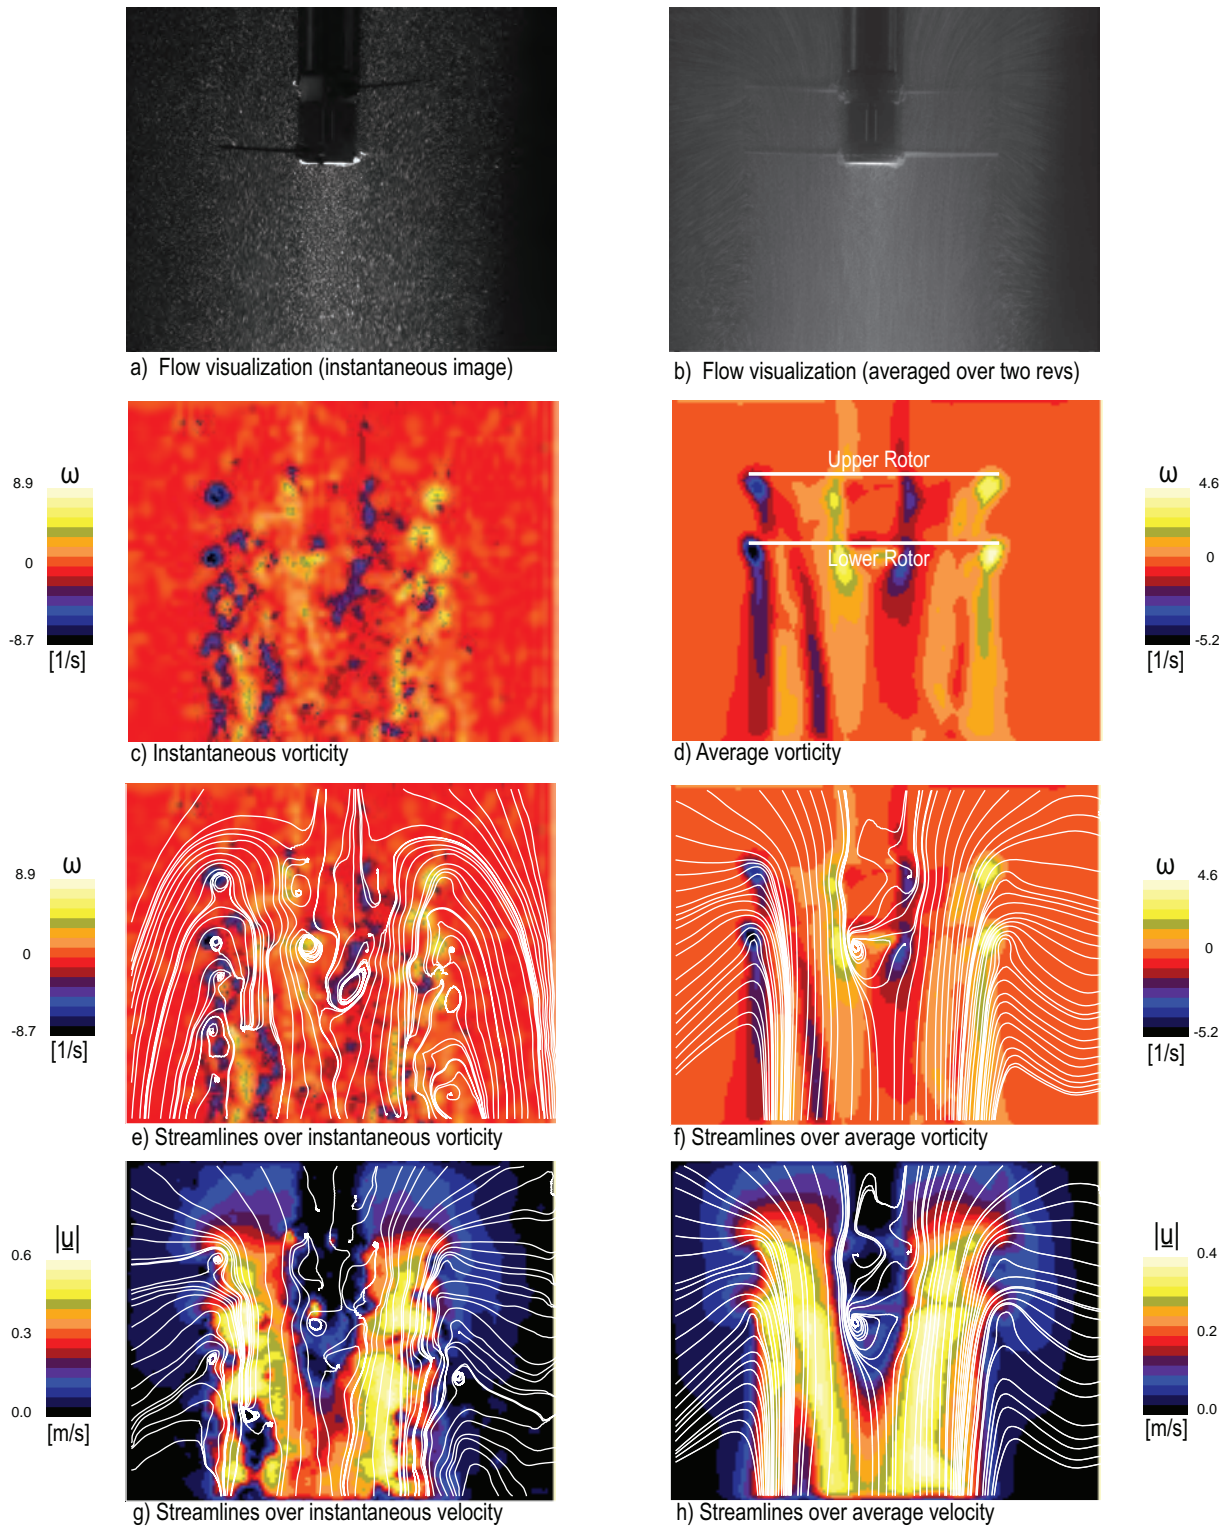 a) Flow visualization (instantaneous image)
b) Flow visualization (averaged over two revs)
ω
8.9
0
-8.7
[1/s]
Upper Rotor
Lower Rotor
ω
4.6
0
-5.2
[1/s]
c) Instantaneous vorticity
d) Average vorticity
ω
8.9
0
-8.7
[1/s]
ω
4.6
0
-5.2
[1/s]
e) Streamlines over instantaneous vorticity
f) Streamlines over average vorticity
|u|
0.6
0.3
0.0
[m/s]
|u|
0.4
0.2
0.0
[m/s]
g) Streamlines over instantaneous velocity
h) Streamlines over average velocity